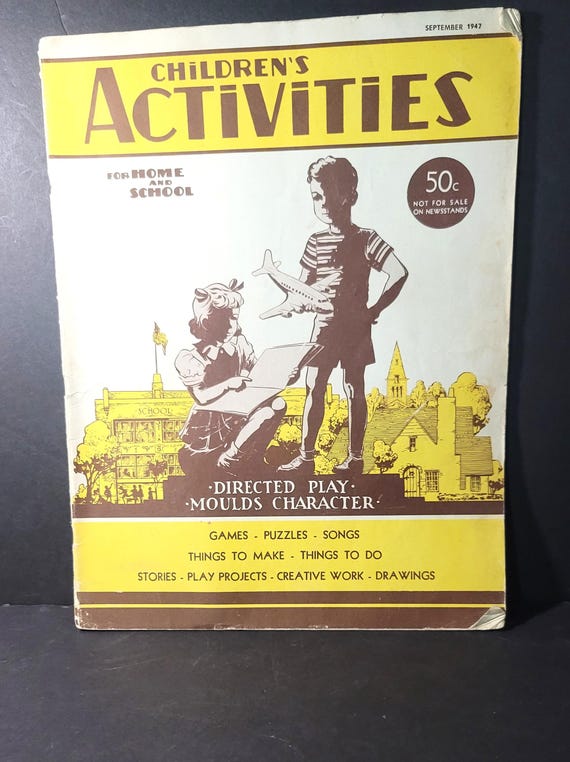 SEPTEMBER 1947
CHiLDREN'S
ACTiViTiES
FOR HOME
AND
SCHOOL
50c
NOT FOR SALE
ON NEWSSTANDS
SCHOOL
·DIRECTED PLAY·
·MOULDS CHARACTER·
GAMES - PUZZLES - SONGS
THINGS TO MAKE - THINGS TO DO
STORIES - PLAY PROJECTS - CREATIVE WORK - DRAWINGS